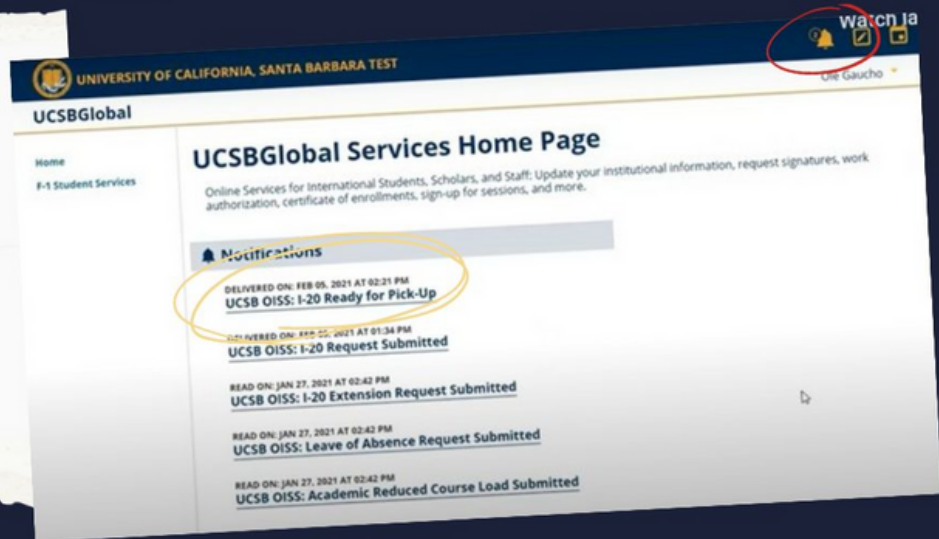 Watch la
UNIVERSITY OF CALIFORNIA, SANTA BARBARA TEST
Ole Gaucho
UCSBGlobal
Home
F-1 Student Services
UCSBGlobal Services Home Page
Online Services for International Students, Scholars, and Staff: Update your institutional information, request signatures, work
authorization, certificate of enrollments, sign-up for sessions, and more.
Notifications
DELIVERED ON: FEB 05, 2021 AT 02:21 PM
UCSB OISS: I-20 Ready for Pick-Up
DELIVERED ON: FEB 05, 2021 AT 01:34 PM
UCSB OISS: I-20 Request Submitted
READ ON: JAN 27, 2021 AT 02:42 PM
UCSB OISS: I-20 Extension Request Submitted
READ ON: JAN 27, 2021 AT 02:42 PM
UCSB OISS: Leave of Absence Request Submitted
READ ON: JAN 27, 2021 AT 02:42 PM
UCSB OISS: Academic Reduced Course Load Submitted